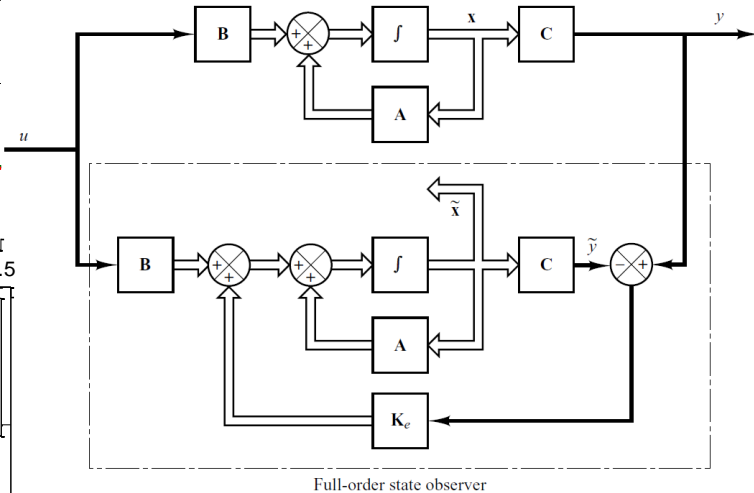 B
+
+
∫
x
C
y
A
u
x̃
B
+
+
+
+
∫
C
ỹ
−
+
A
Kₑ
.5
Full-order state observer